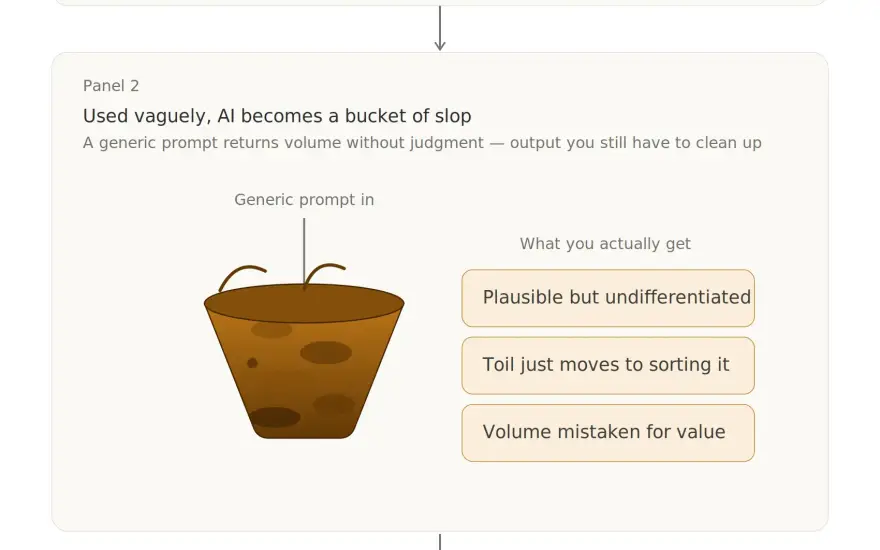 Panel 2
Used vaguely, AI becomes a bucket of slop
A generic prompt returns volume without judgment — output you still have to clean up
Generic prompt in
What you actually get
Plausible but undifferentiated
Toil just moves to sorting it
Volume mistaken for value